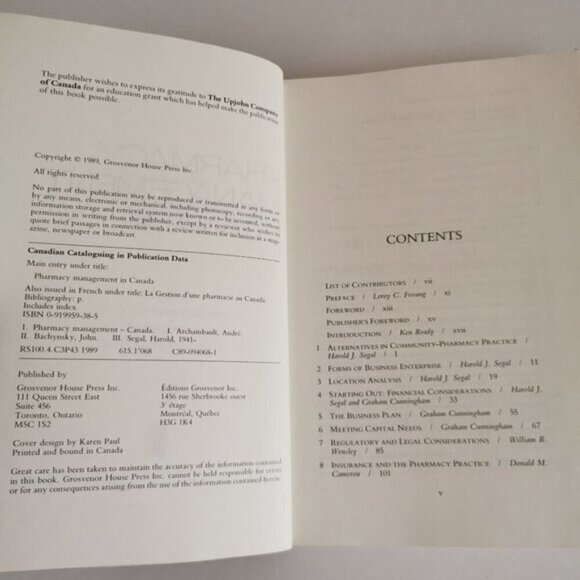 The publisher wishes to express its gratitude to The Upjohn Company
of Canada for an education grant which has helped make the publication
of this book possible.
Copyright © 1989, Grosvenor House Press Inc.
All rights reserved.
No part of this publication may be reproduced or transmitted in any form or
by any means, electronic or mechanical, including photocopy, recording or any
information storage and retrieval system now known or to be invented, without
permission in writing from the publisher, except by a reviewer who wishes to
quote brief passages in connection with a review written for inclusion in a mag-
azine, newspaper or broadcast.
Canadian Cataloguing in Publication Data
Main entry under title:
Pharmacy management in Canada
Also issued in French under title: La Gestion d'une pharmacie au Canada.
Bibliography: p.
Includes index.
ISBN 0-919959-38-5
1. Pharmacy management – Canada. I. Archambault, André.
II. Bachynsky, John. III. Segal, Harold, 1941-
RS100.4.C3P43 1989 615.1'068 C89-094068-1
Published by
Grosvenor House Press Inc.
111 Queen Street East
Suite 456
Toronto, Ontario
M5C 1S2
Éditions Grosvenor Inc.
1456 rue Sherbrooke ouest
3e étage
Montréal, Québec
H3G 1K4
Cover design by Karen Paul
Printed and bound in Canada
Great care has been taken to maintain the accuracy of the information contained
in this book. Grosvenor House Press Inc. cannot be held responsible for errors
or for any consequences arising from the use of the information contained herein.
CONTENTS
LIST OF CONTRIBUTORS / vii
PREFACE / Leroy C. Fevang / xi
FOREWORD / xiii
PUBLISHER'S FOREWORD / xv
INTRODUCTION / Ken Ready / xvii
1 ALTERNATIVES IN COMMUNITY-PHARMACY PRACTICE /
Harold J. Segal / 1
2 FORMS OF BUSINESS ENTERPRISE / Harold J. Segal / 11
3 LOCATION ANALYSIS / Harold J. Segal / 19
4 STARTING OUT: FINANCIAL CONSIDERATIONS / Harold J.
Segal and Graham Cunningham / 33
5 THE BUSINESS PLAN / Graham Cunningham / 55
6 MEETING CAPITAL NEEDS / Graham Cunningham / 67
7 REGULATORY AND LEGAL CONSIDERATIONS / William R.
Wensley / 85
8 INSURANCE AND THE PHARMACY PRACTICE / Donald M.
Cameron / 101
v